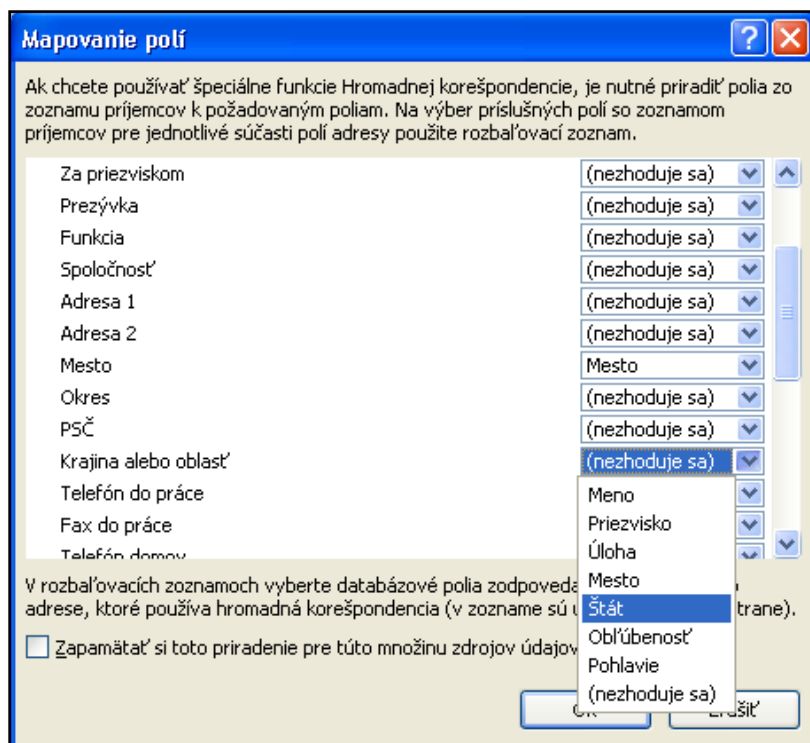 Mapovanie polí
Ak chcete používať špeciálne funkcie Hromadnej korešpondencie, je nutné priradiť polia zo
zoznamu príjemcov k požadovaným poliam. Na výber príslušných polí so zoznamom
príjemcov pre jednotlivé súčasti polí adresy použite rozbaľovací zoznam.
Za priezviskom (nezhoduje sa)
Prezývka (nezhoduje sa)
Funkcia (nezhoduje sa)
Spoločnosť (nezhoduje sa)
Adresa 1 (nezhoduje sa)
Adresa 2 (nezhoduje sa)
Mesto Mesto
Okres (nezhoduje sa)
PSČ (nezhoduje sa)
Krajina alebo oblasť (nezhoduje sa)
Telefón do práce
Fax do práce
Telefón domov
Meno
Priezvisko
Úloha
Mesto
Štát
Obľúbenosť
Pohlavie
(nezhoduje sa)
V rozbaľovacích zoznamoch vyberte databázové polia
adrese, ktoré používa hromadná korešpondencia (v zozname sú
Zapamätať si toto priradenie pre túto množinu zdrojov údajov
OK
Zrušiť